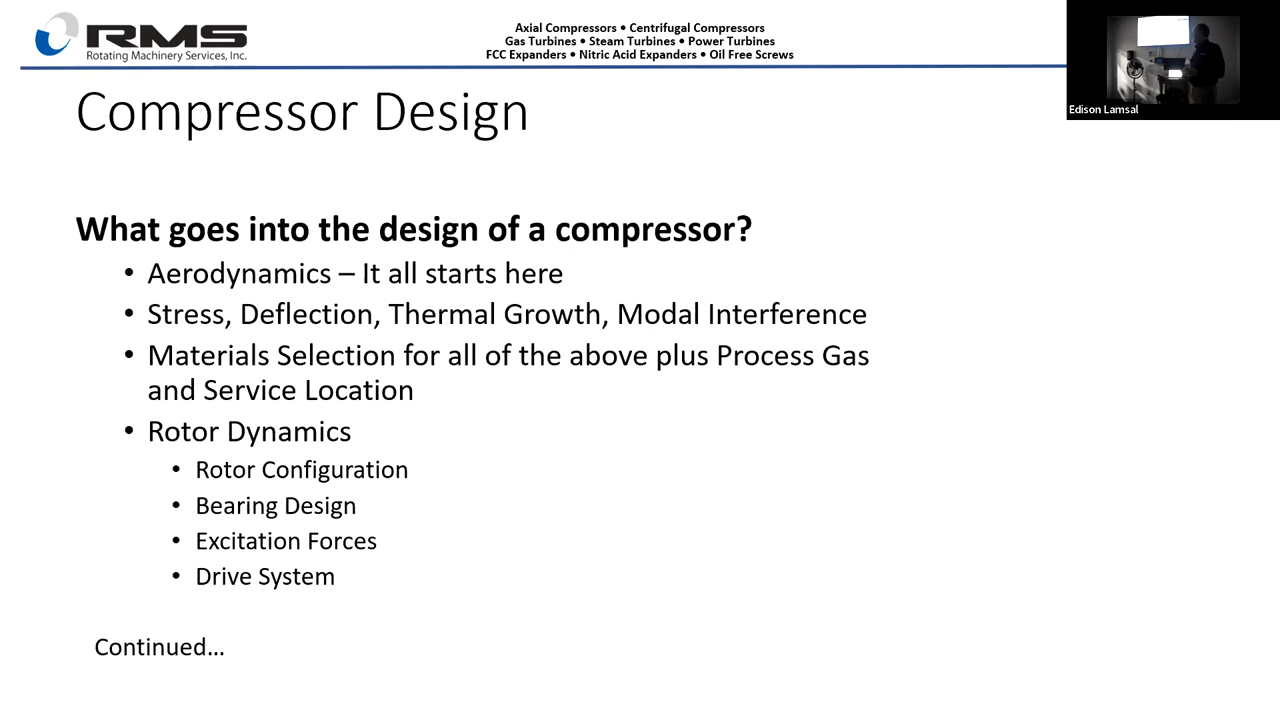 RMS
Rotating Machinery Services, Inc.
Axial Compressors • Centrifugal Compressors
Gas Turbines • Steam Turbines • Power Turbines
FCC Expanders • Nitric Acid Expanders • Oil Free Screws
Edison Lamsal
Compressor Design
What goes into the design of a compressor?
• Aerodynamics – It all starts here
• Stress, Deflection, Thermal Growth, Modal Interference
• Materials Selection for all of the above plus Process Gas
and Service Location
• Rotor Dynamics
• Rotor Configuration
• Bearing Design
• Excitation Forces
• Drive System
Continued…